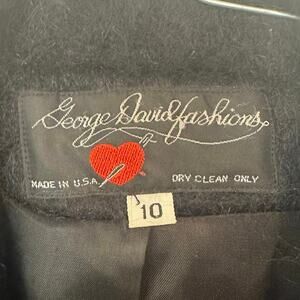 George David fashions
MADE IN U.S.A.
DRY CLEAN ONLY
10